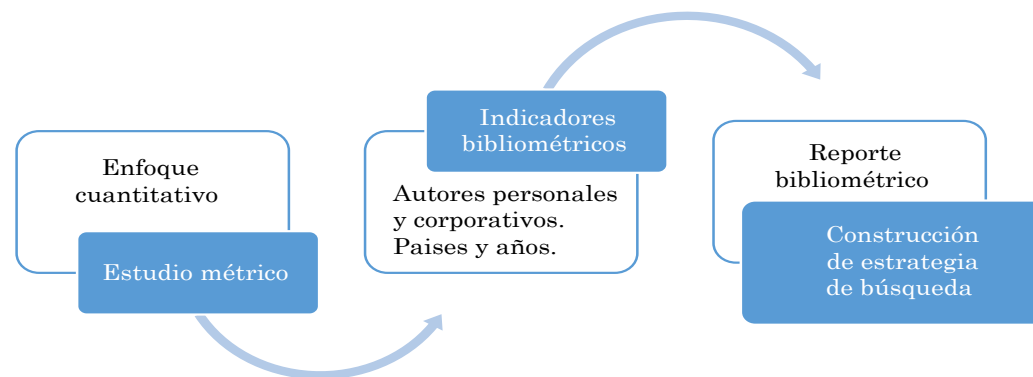 Enfoque
cuantitativo
Estudio métrico
Indicadores
bibliométricos
Autores personales
y corporativos.
Paises y años.
Reporte
bibliométrico
Construcción
de estrategia
de búsqueda